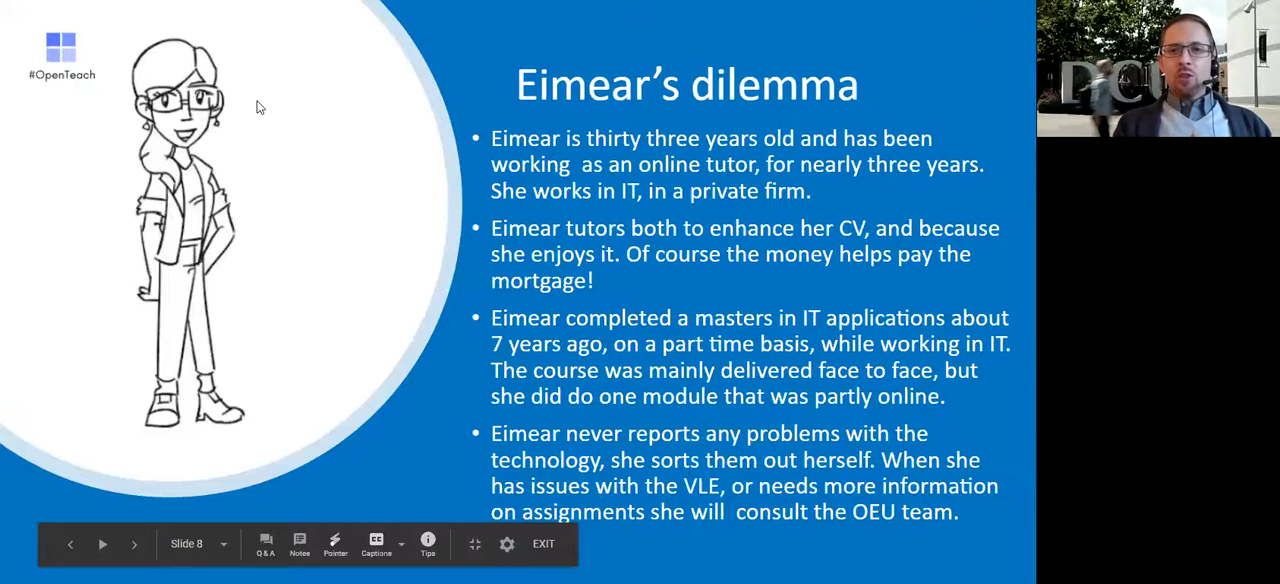 #OpenTeach
Eimear's dilemma
• Eimear is thirty three years old and has been
working as an online tutor, for nearly three years.
She works in IT, in a private firm.
• Eimear tutors both to enhance her CV, and because
she enjoys it. Of course the money helps pay the
mortgage!
• Eimear completed a masters in IT applications about
7 years ago, on a part time basis, while working in IT.
The course was mainly delivered face to face, but
she did do one module that was partly online.
• Eimear never reports any problems with the
technology, she sorts them out herself. When she
has issues with the VLE, or needs more information
on assignments she will consult the OEU team.
Slide 8
Q & A
Notes
Pointer
Captions
Tips
EXIT